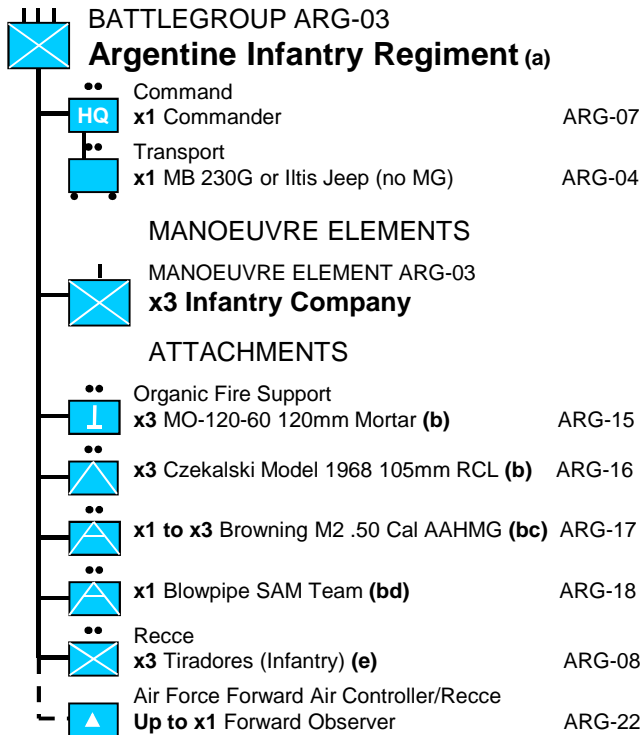 BATTLEGROUP ARG-03
Argentine Infantry Regiment (a)
Command
HQ x1 Commander ARG-07
Transport
x1 MB 230G or Iltis Jeep (no MG) ARG-04
MANOEUVRE ELEMENTS
MANOEUVRE ELEMENT ARG-03
x3 Infantry Company
ATTACHMENTS
Organic Fire Support
x3 MO-120-60 120mm Mortar (b) ARG-15
x3 Czekalski Model 1968 105mm RCL (b) ARG-16
x1 to x3 Browning M2 .50 Cal AAHMG (bc) ARG-17
x1 Blowpipe SAM Team (bd) ARG-18
Recce
x3 Tiradores (Infantry) (e) ARG-08
Air Force Forward Air Controller/Recce
Up to x1 Forward Observer ARG-22